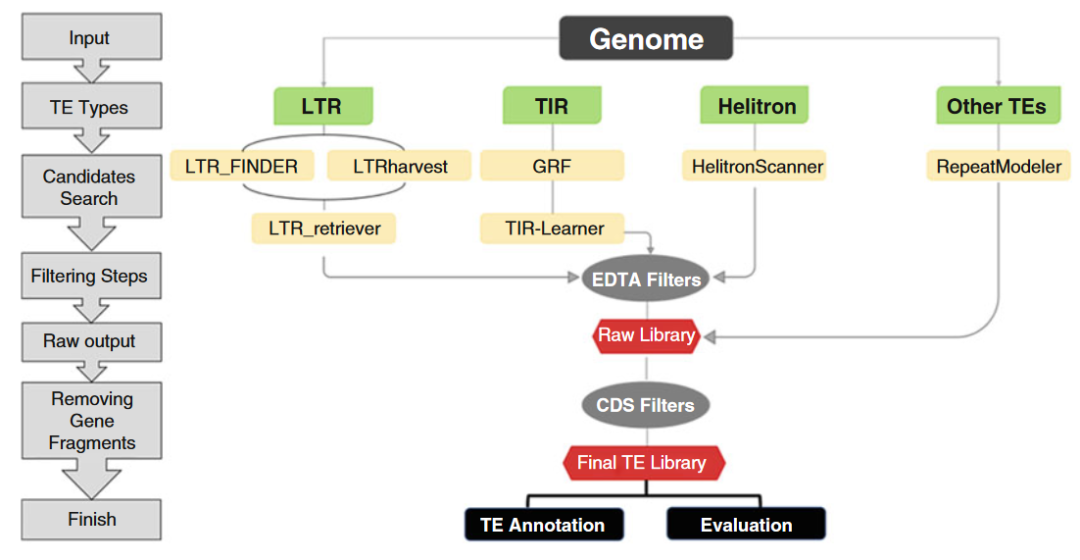 Input
TE Types
Candidates
Search
Filtering Steps
Raw output
Removing
Gene
Fragments
Finish
Genome
LTR
TIR
Helitron
Other TEs
LTR_FINDER
LTRharvest
GRF
HelitronScanner
RepeatModeler
LTR_retriever
TIR-Learner
EDTA Filters
Raw Library
CDS Filters
Final TE Library
TE Annotation
Evaluation